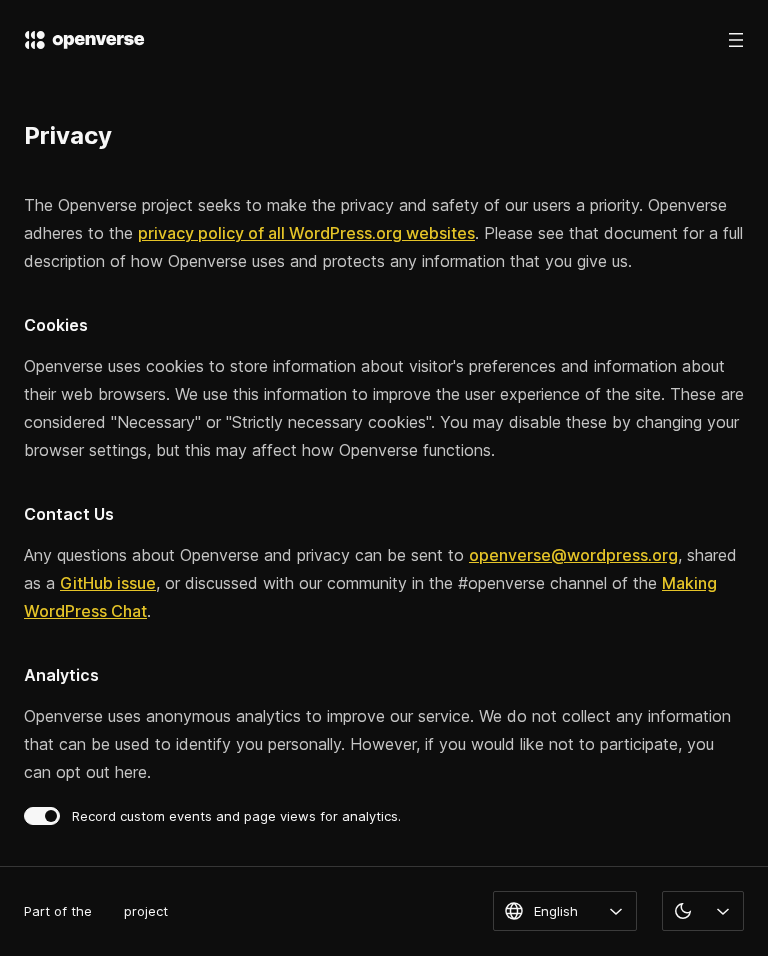 openverse
Privacy
The Openverse project seeks to make the privacy and safety of our users a priority. Openverse
adheres to the privacy policy of all WordPress.org websites. Please see that document for a full
description of how Openverse uses and protects any information that you give us.
Cookies
Openverse uses cookies to store information about visitor's preferences and information about
their web browsers. We use this information to improve the user experience of the site. These are
considered "Necessary" or "Strictly necessary cookies". You may disable these by changing your
browser settings, but this may affect how Openverse functions.
Contact Us
Any questions about Openverse and privacy can be sent to openverse@wordpress.org, shared
as a GitHub issue, or discussed with our community in the #openverse channel of the Making
WordPress Chat.
Analytics
Openverse uses anonymous analytics to improve our service. We do not collect any information
that can be used to identify you personally. However, if you would like not to participate, you
can opt out here.
Record custom events and page views for analytics.
Part of the project
English